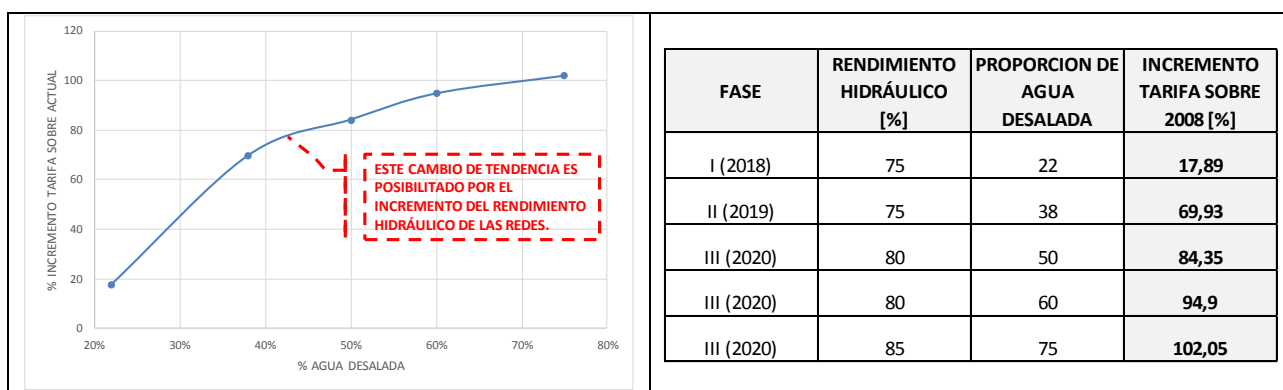 120
100
80
60
40
20
0
% INCREMENTO TARIFA SOBRE ACTUAL
20% 30% 40% 50% 60% 70% 80%
% AGUA DESALADA
ESTE CAMBIO DE TENDENCIA ES
POSIBILITADO POR EL
INCREMENTO DEL RENDIMIENTO
HIDRÁULICO DE LAS REDES.
FASE RENDIMIENTO HIDRÁULICO [%] PROPORCION DE AGUA DESALADA INCREMENTO TARIFA SOBRE 2008 [%]
I (2018) 75 22 17,89
II (2019) 75 38 69,93
III (2020) 80 50 84,35
III (2020) 80 60 94,9
III (2020) 85 75 102,05